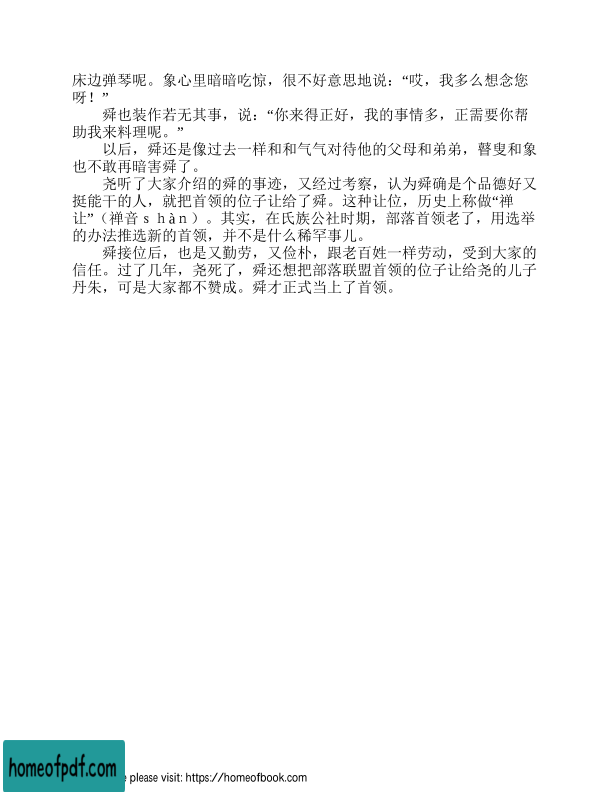 床边弹琴呢。象心里暗暗吃惊，很不好意思地说：“哎，我多么想念您
呀！”
舜也装作若无其事，说：“你来得正好，我的事情多，正需要你帮
助我来料理呢。”
以后，舜还是像过去一样和和气气对待他的父母和弟弟，瞽叟和象
也不敢再暗害舜了。
尧听了大家介绍的舜的事迹，又经过考察，认为舜确是个品德好又
挺能干的人，就把首领的位子让给了舜。这种让位，历史上称做“禅
让”（禅音ｓｈàｎ）。其实，在氏族公社时期，部落首领老了，用选举
的办法推选新的首领，并不是什么稀罕事儿。
舜接位后，也是又勤劳，又俭朴，跟老百姓一样劳动，受到大家的
信任。过了几年，尧死了，舜还想把部落联盟首领的位子让给尧的儿子
丹朱，可是大家都不赞成。舜才正式当上了首领。
homeofpdf.com
e please visit: https://homeofbook.com